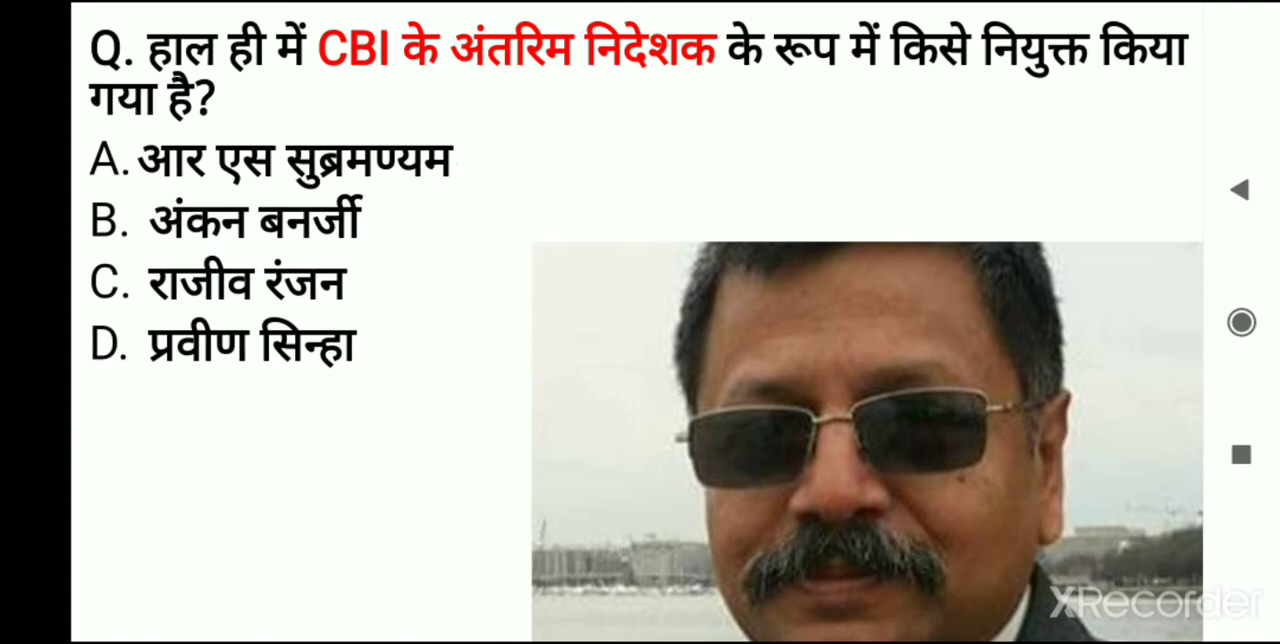 Q. हाल ही में CBI के अंतरिम निदेशक के रूप में किसे नियुक्त किया
गया है?
A. आर एस सुब्रमण्यम
B. अंकन बनर्जी
C. राजीव रंजन
D. प्रवीण सिन्हा
XRecorder